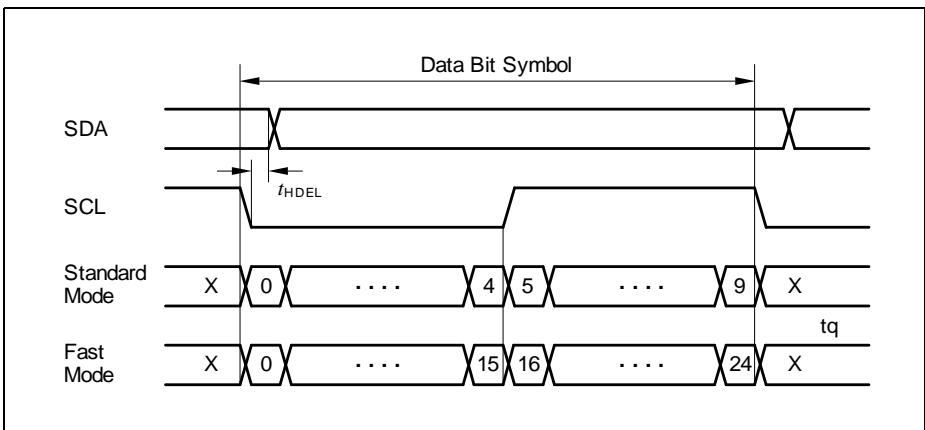 Data Bit Symbol
SDA
tHDEL
SCL
Standard
Mode
X 0 . . . . 4 5 . . . . 9 X
tq
Fast
Mode
X 0 . . . . 15 16 . . . . 24 X